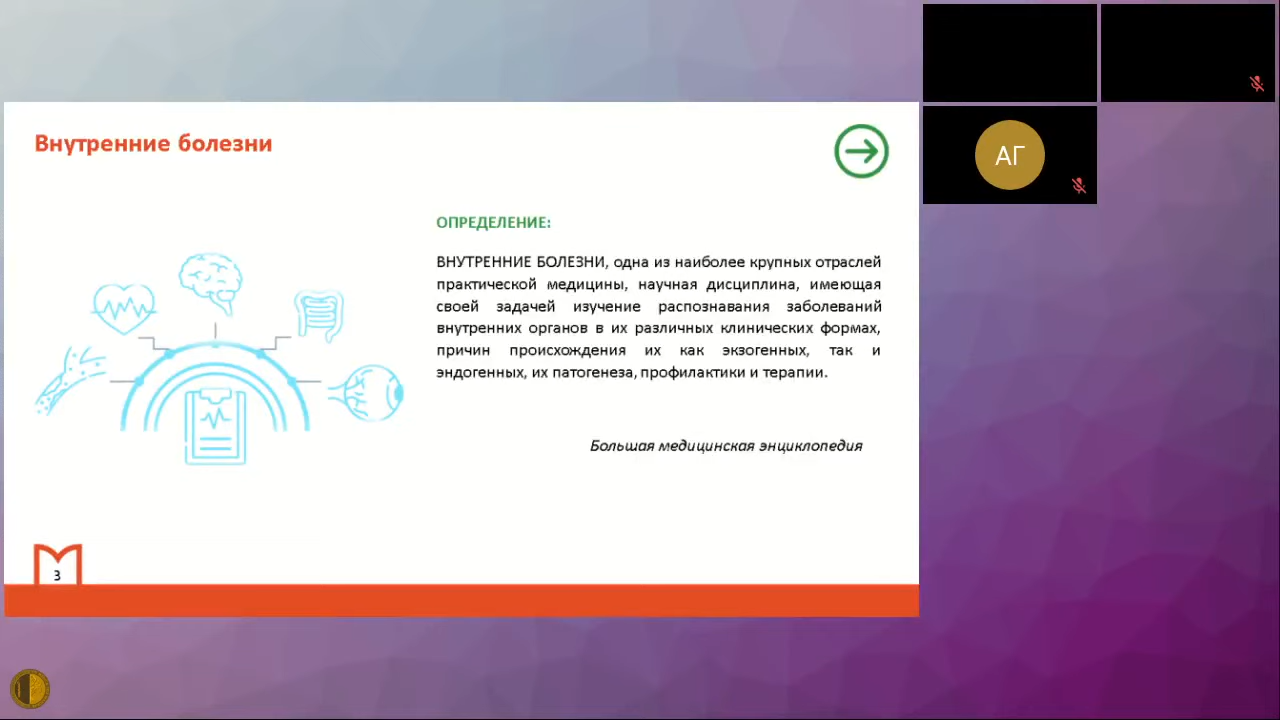 Внутренние болезни
ОПРЕДЕЛЕНИЕ:
ВНУТРЕННИЕ БОЛЕЗНИ, одна из наиболее крупных отраслей
практической медицины, научная дисциплина, имеющая
своей задачей изучение распознавания заболеваний
внутренних органов в их различных клинических формах,
причин происхождения их как экзогенных, так и
эндогенных, их патогенеза, профилактики и терапии.
Большая медицинская энциклопедия
3
АГ